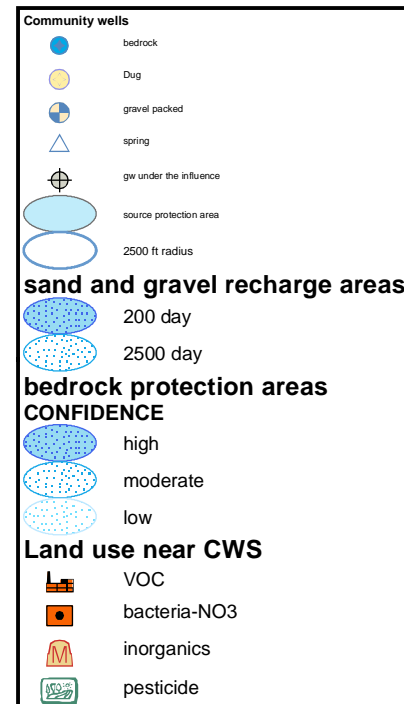 Community wells
bedrock
Dug
gravel packed
spring
gw under the influence
source protection area
2500 ft radius
sand and gravel recharge areas
200 day
2500 day
bedrock protection areas
CONFIDENCE
high
moderate
low
Land use near CWS
VOC
bacteria-NO3
M inorganics
pesticide